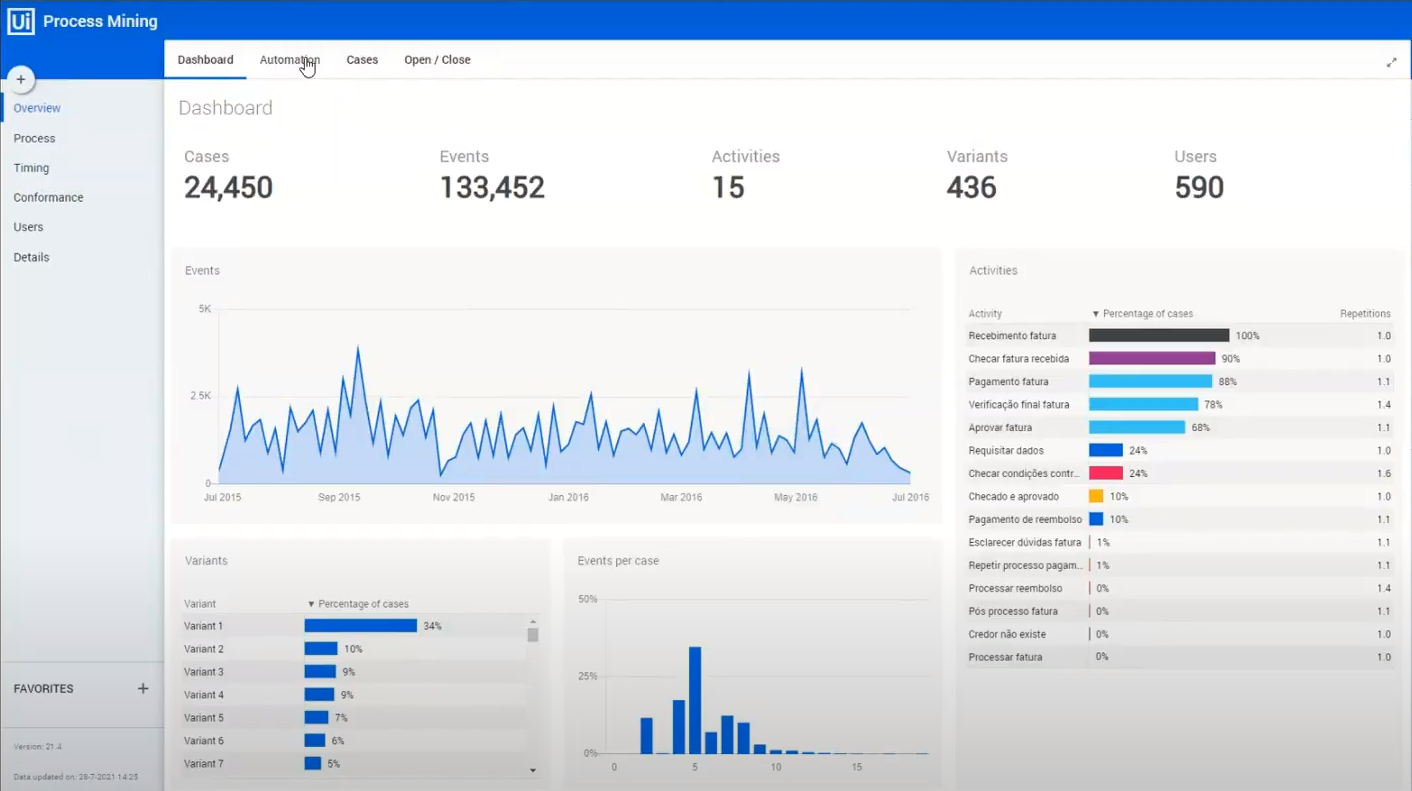 Ui Process Mining
Dashboard Automation Cases Open / Close
+
Overview
Process
Timing
Conformance
Users
Details
FAVORITES +
Version: 21.4
Data updated on: 28-7-2021 14:25
Dashboard
Cases Events Activities Variants Users
24,450 133,452 15 436 590
Events
5K
2.5K
0
Jul 2015 Sep 2015 Nov 2015 Jan 2016 Mar 2016 May 2016 Jul 2016
Activities
Activity ▼ Percentage of cases Repetitions
Recebimento fatura 100% 1.0
Checar fatura recebida 90% 1.0
Pagamento fatura 88% 1.1
Verificação final fatura 78% 1.4
Aprovar fatura 68% 1.1
Requisitar dados 24% 1.0
Checar condições contr... 24% 1.6
Checado e aprovado 10% 1.0
Pagamento de reembolso 10% 1.1
Esclarecer dúvidas fatura 1% 1.1
Repetir processo pagam... 1% 1.1
Processar reembolso 0% 1.4
Pós processo fatura 0% 1.1
Credor não existe 0% 1.0
Processar fatura 0% 1.0
Variants
Variant ▼ Percentage of cases
Variant 1 34%
Variant 2 10%
Variant 3 9%
Variant 4 9%
Variant 5 7%
Variant 6 6%
Variant 7 5%
Events per case
50%
25%
0%
0 5 10 15